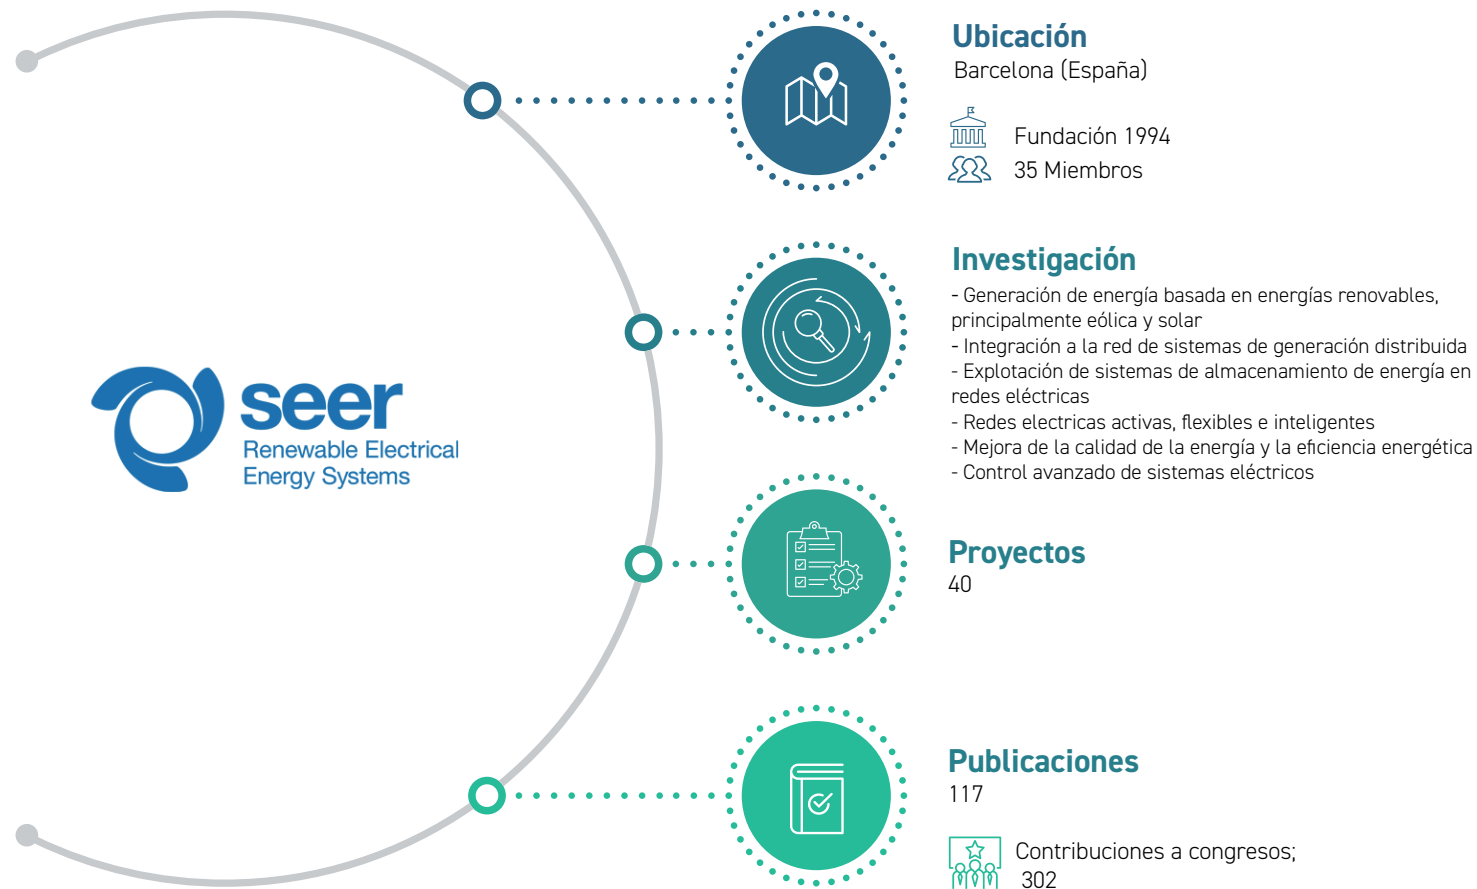 seer
Renewable Electrical
Energy Systems
Ubicación
Barcelona (España)
Fundación 1994
35 Miembros
Investigación
- Generación de energía basada en energías renovables,
principalmente eólica y solar
- Integración a la red de sistemas de generación distribuida
- Explotación de sistemas de almacenamiento de energía en
redes eléctricas
- Redes electricas activas, flexibles e inteligentes
- Mejora de la calidad de la energía y la eficiencia energética
- Control avanzado de sistemas eléctricos
Proyectos
40
Publicaciones
117
Contribuciones a congresos;
302